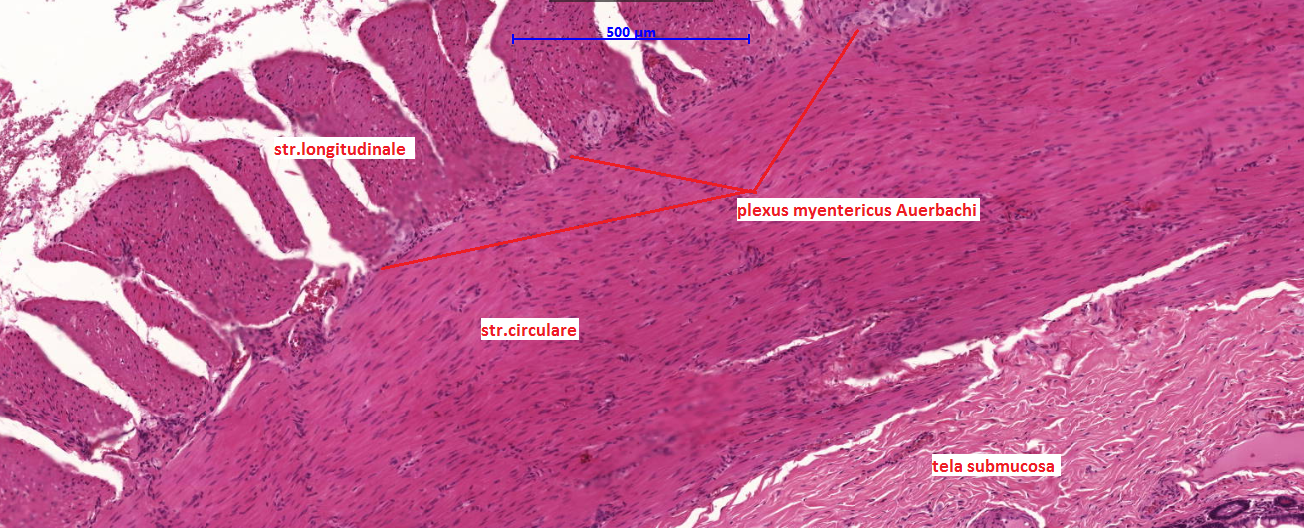 500 µm
str.longitudinale
plexus myentericus Auerbachi
str.circulare
tela submucosa